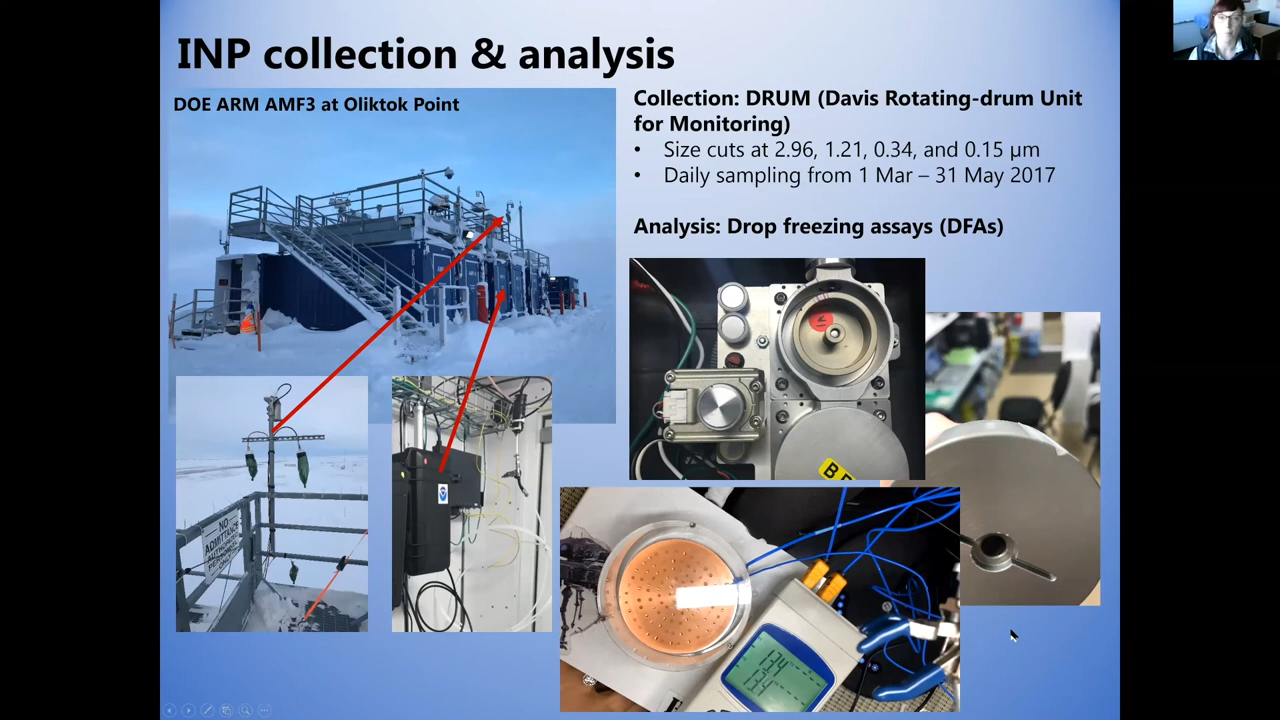 INP collection & analysis
DOE ARM AMF3 at Oliktok Point
Collection: DRUM (Davis Rotating-drum Unit
for Monitoring)
• Size cuts at 2.96, 1.21, 0.34, and 0.15 µm
• Daily sampling from 1 Mar – 31 May 2017
Analysis: Drop freezing assays (DFAs)
NO
ADMITTANCE
PERSONNEL
ONLY